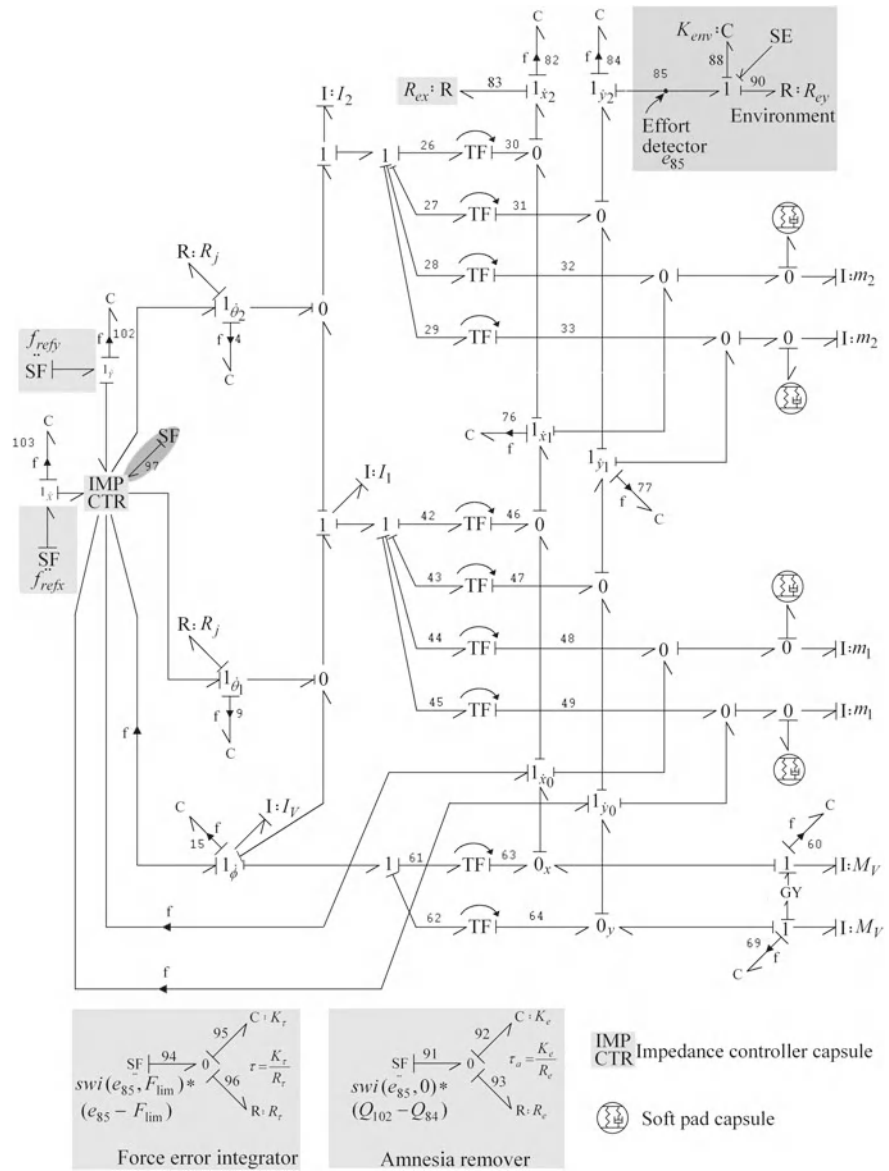 C
C
K_env : C
SE
f
82
f
84
88
85
90
R_ex : R
83
1_ẋ2
1_ẏ2
1
R : R_ey
Effort
detector
e_85
Environment
I : I_2
1
1
26
TF
30
0
27
TF
31
0
28
TF
32
0
0
I : m_2
29
TF
33
0
0
I : m_2
R : R_j
1_θ̇2
0
f
4
C
C
102
f
f_refy
SF
1_ẏ
C
103
f
1_ẋ
SF
97
IMP
CTR
SF
f_refx
76
C
f
1_ẋ1
1_ẏ1
77
f
C
I : I_1
1
1
42
TF
46
0
43
TF
47
0
44
TF
48
0
0
I : m_1
45
TF
49
0
0
I : m_1
R : R_j
1_θ̇1
0
f
9
C
f
1_ẋ0
1_ẏ0
C
15
f
I : I_V
1_ϕ̇
1
61
TF
63
0_x
C
f
60
1
I : M_V
GY
62
TF
64
0_y
1
I : M_V
69
f
C
f
f
95
C : K_τ
SF
94
0
τ = K_τ/R_τ
96
swi(e_85, F_lim)*
(e_85 − F_lim)
R : R_τ
Force error integrator
92
C : K_e
SF
91
0
τ_a = K_e/R_e
93
swi(e_85, 0)*
(Q_102 − Q_84)
R : R_e
Amnesia remover
IMP
CTR
Impedance controller capsule
Soft pad capsule